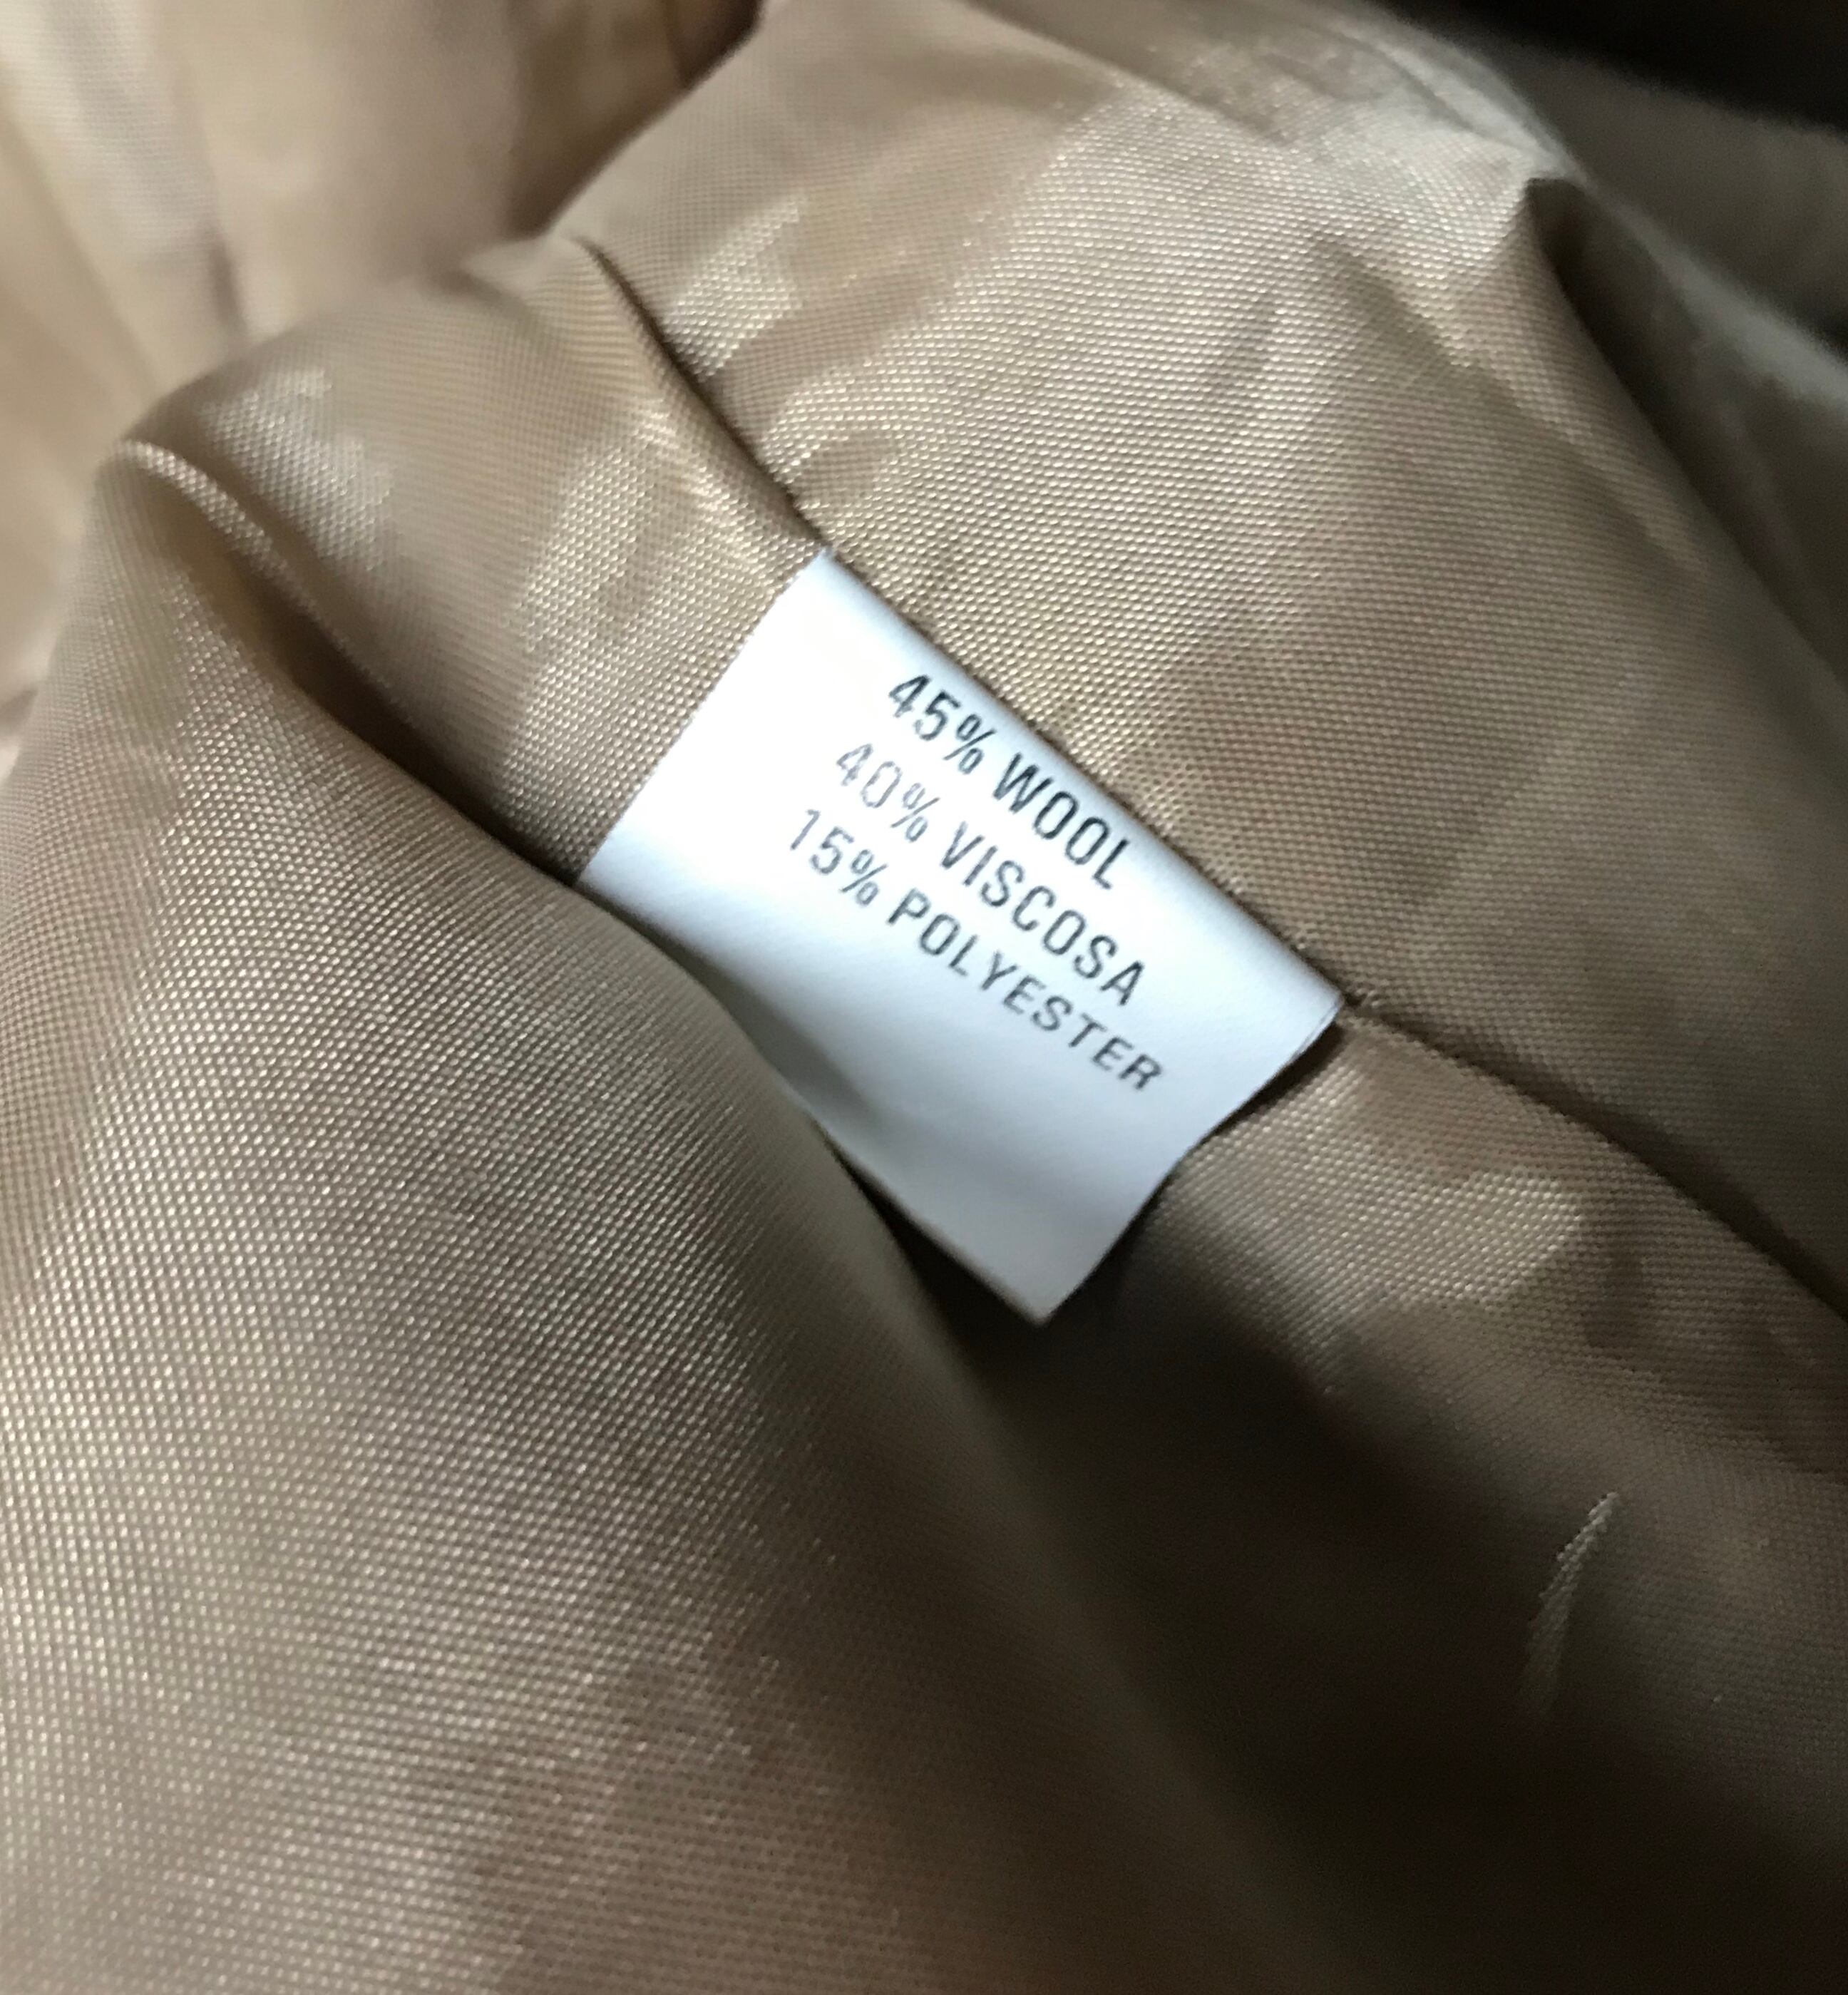 45% WOOL
40% VISCOSA
15% POLYESTER